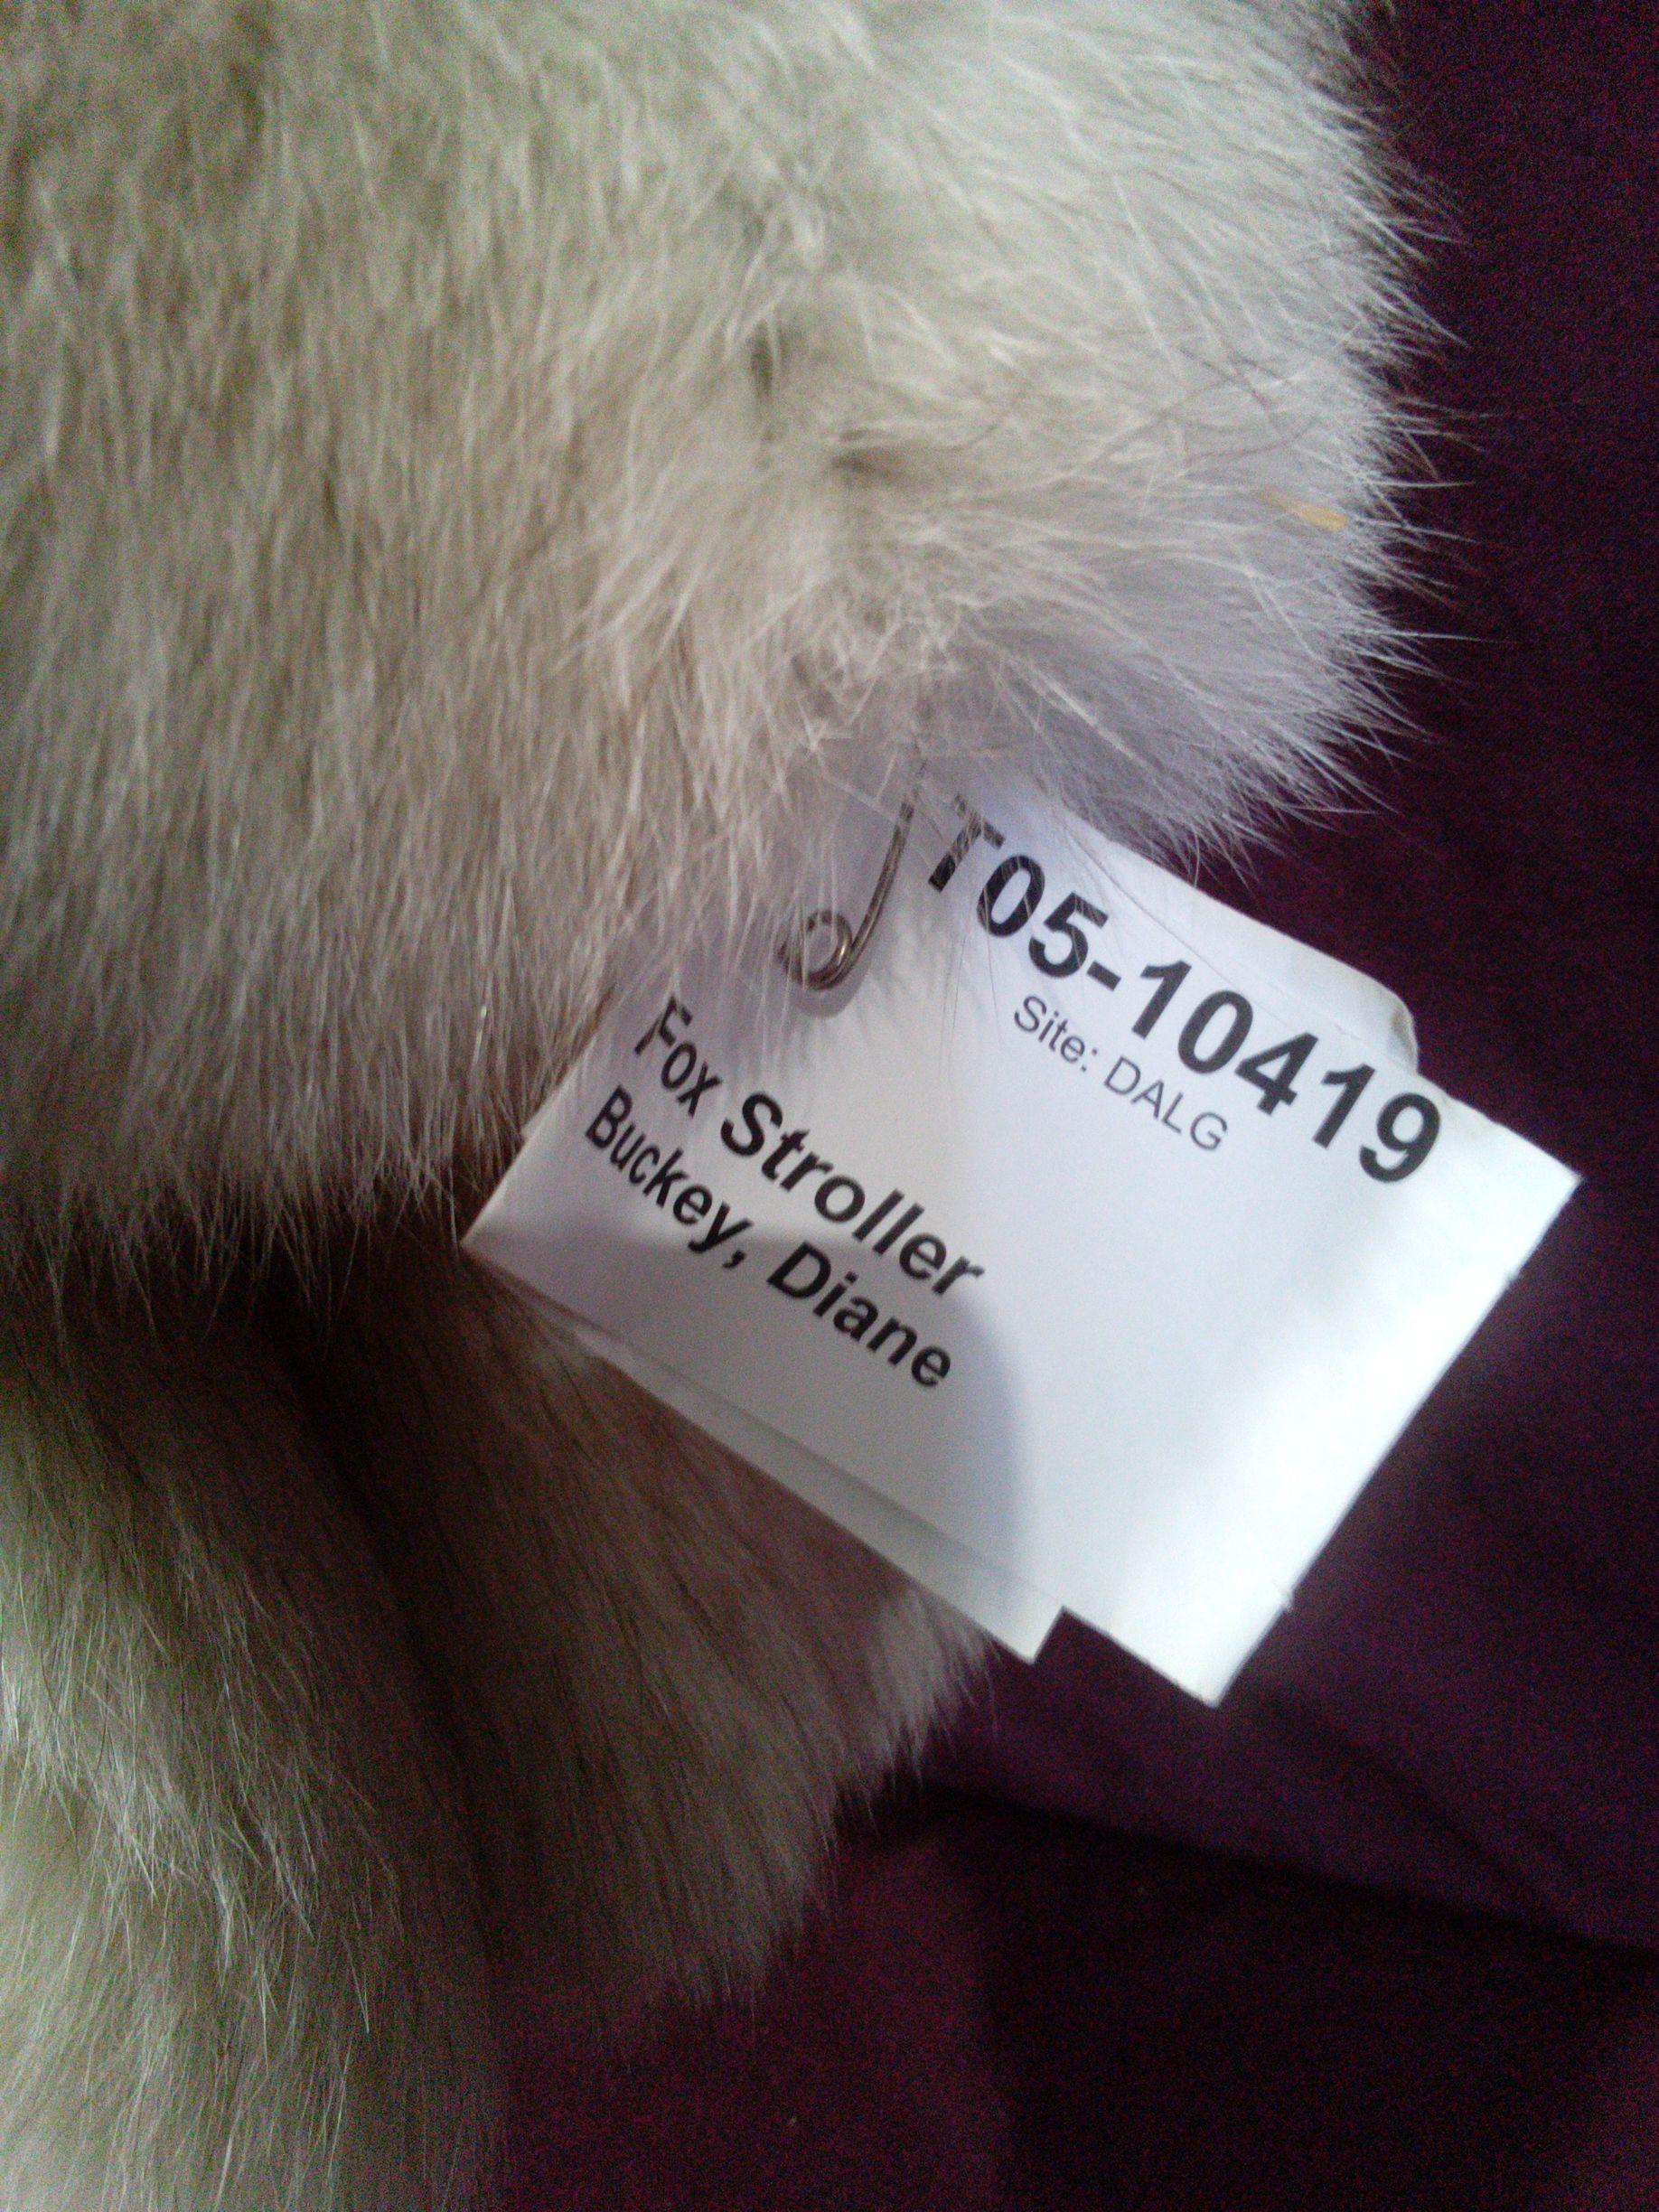 T05-10419
Site: DALG
Fox Stroller
Buckey, Diane